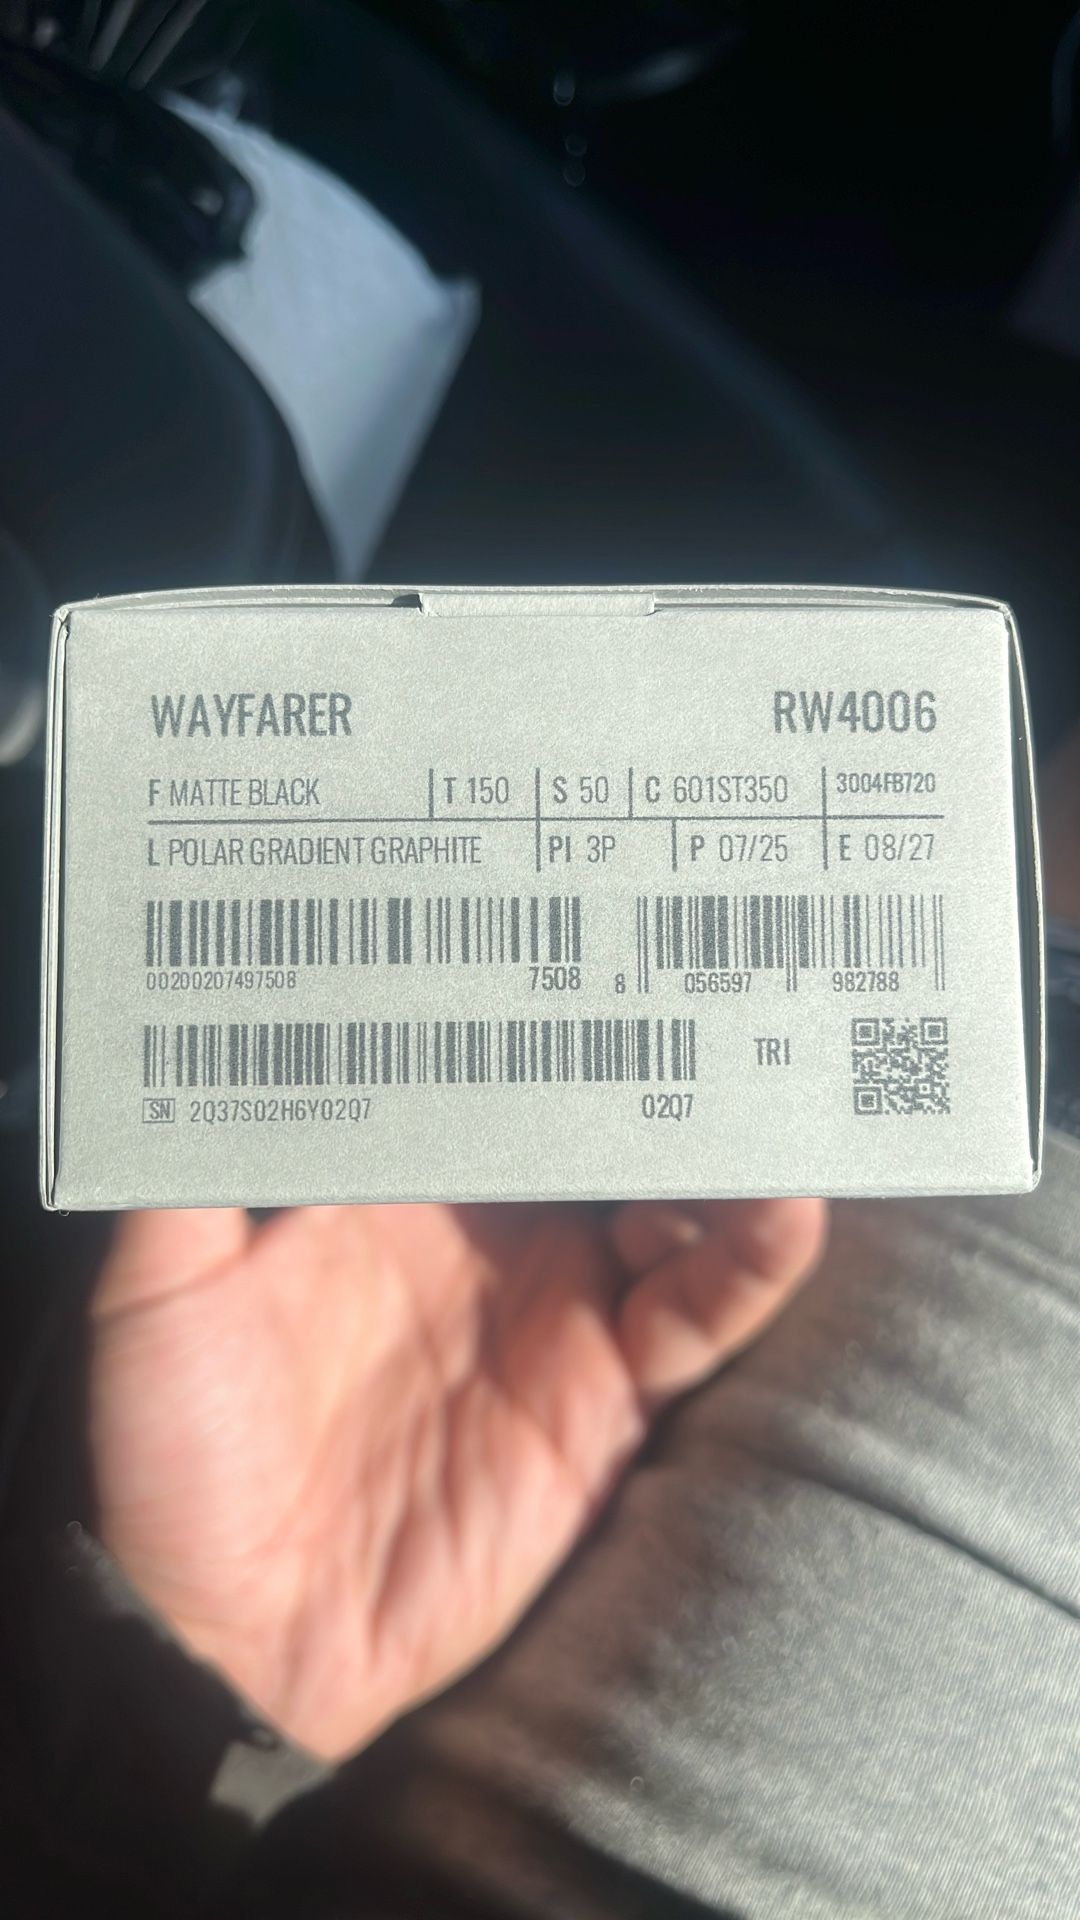 WAYFARER RW4006
F MATTE BLACK T 150 S 50 C 601ST350 3004FB720
L POLAR GRADIENT GRAPHITE PI 3P P 07/25 E 08/27
00200207497508 7508 8 056597 982788
TRI
SN 2Q37S02H6Y02Q7 02Q7